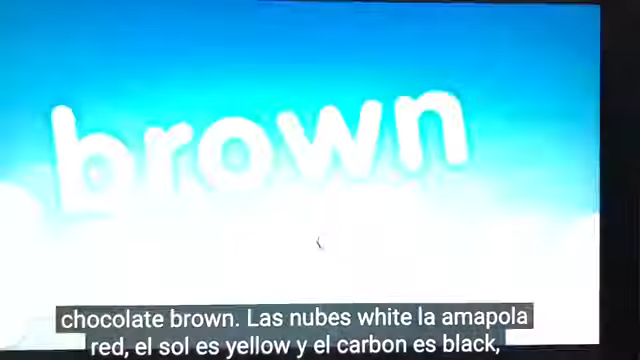 brown
chocolate brown. Las nubes white la amapola
red, el sol es yellow y el carbon es black,